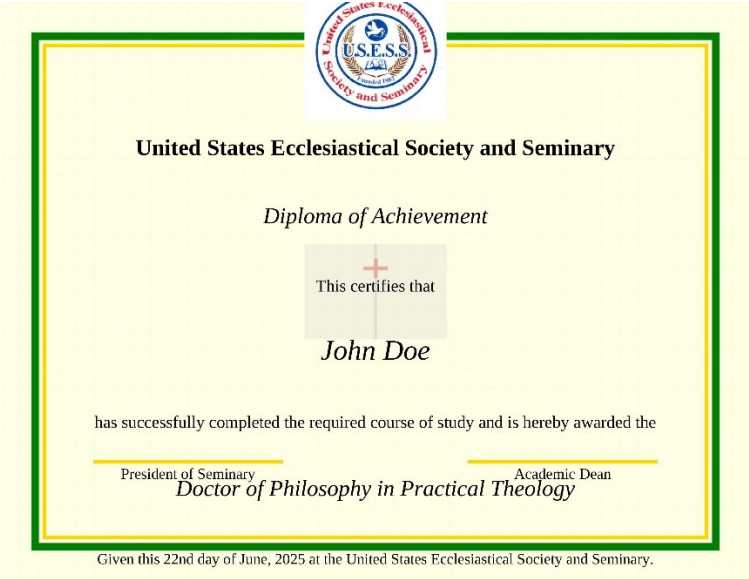 United States Ecclesiastical
U.S.E.S.S.
Founded 1987
Society and Seminary
United States Ecclesiastical Society and Seminary
Diploma of Achievement
This certifies that
John Doe
has successfully completed the required course of study and is hereby awarded the
President of Seminary Academic Dean
Doctor of Philosophy in Practical Theology
Given this 22nd day of June, 2025 at the United States Ecclesiastical Society and Seminary.